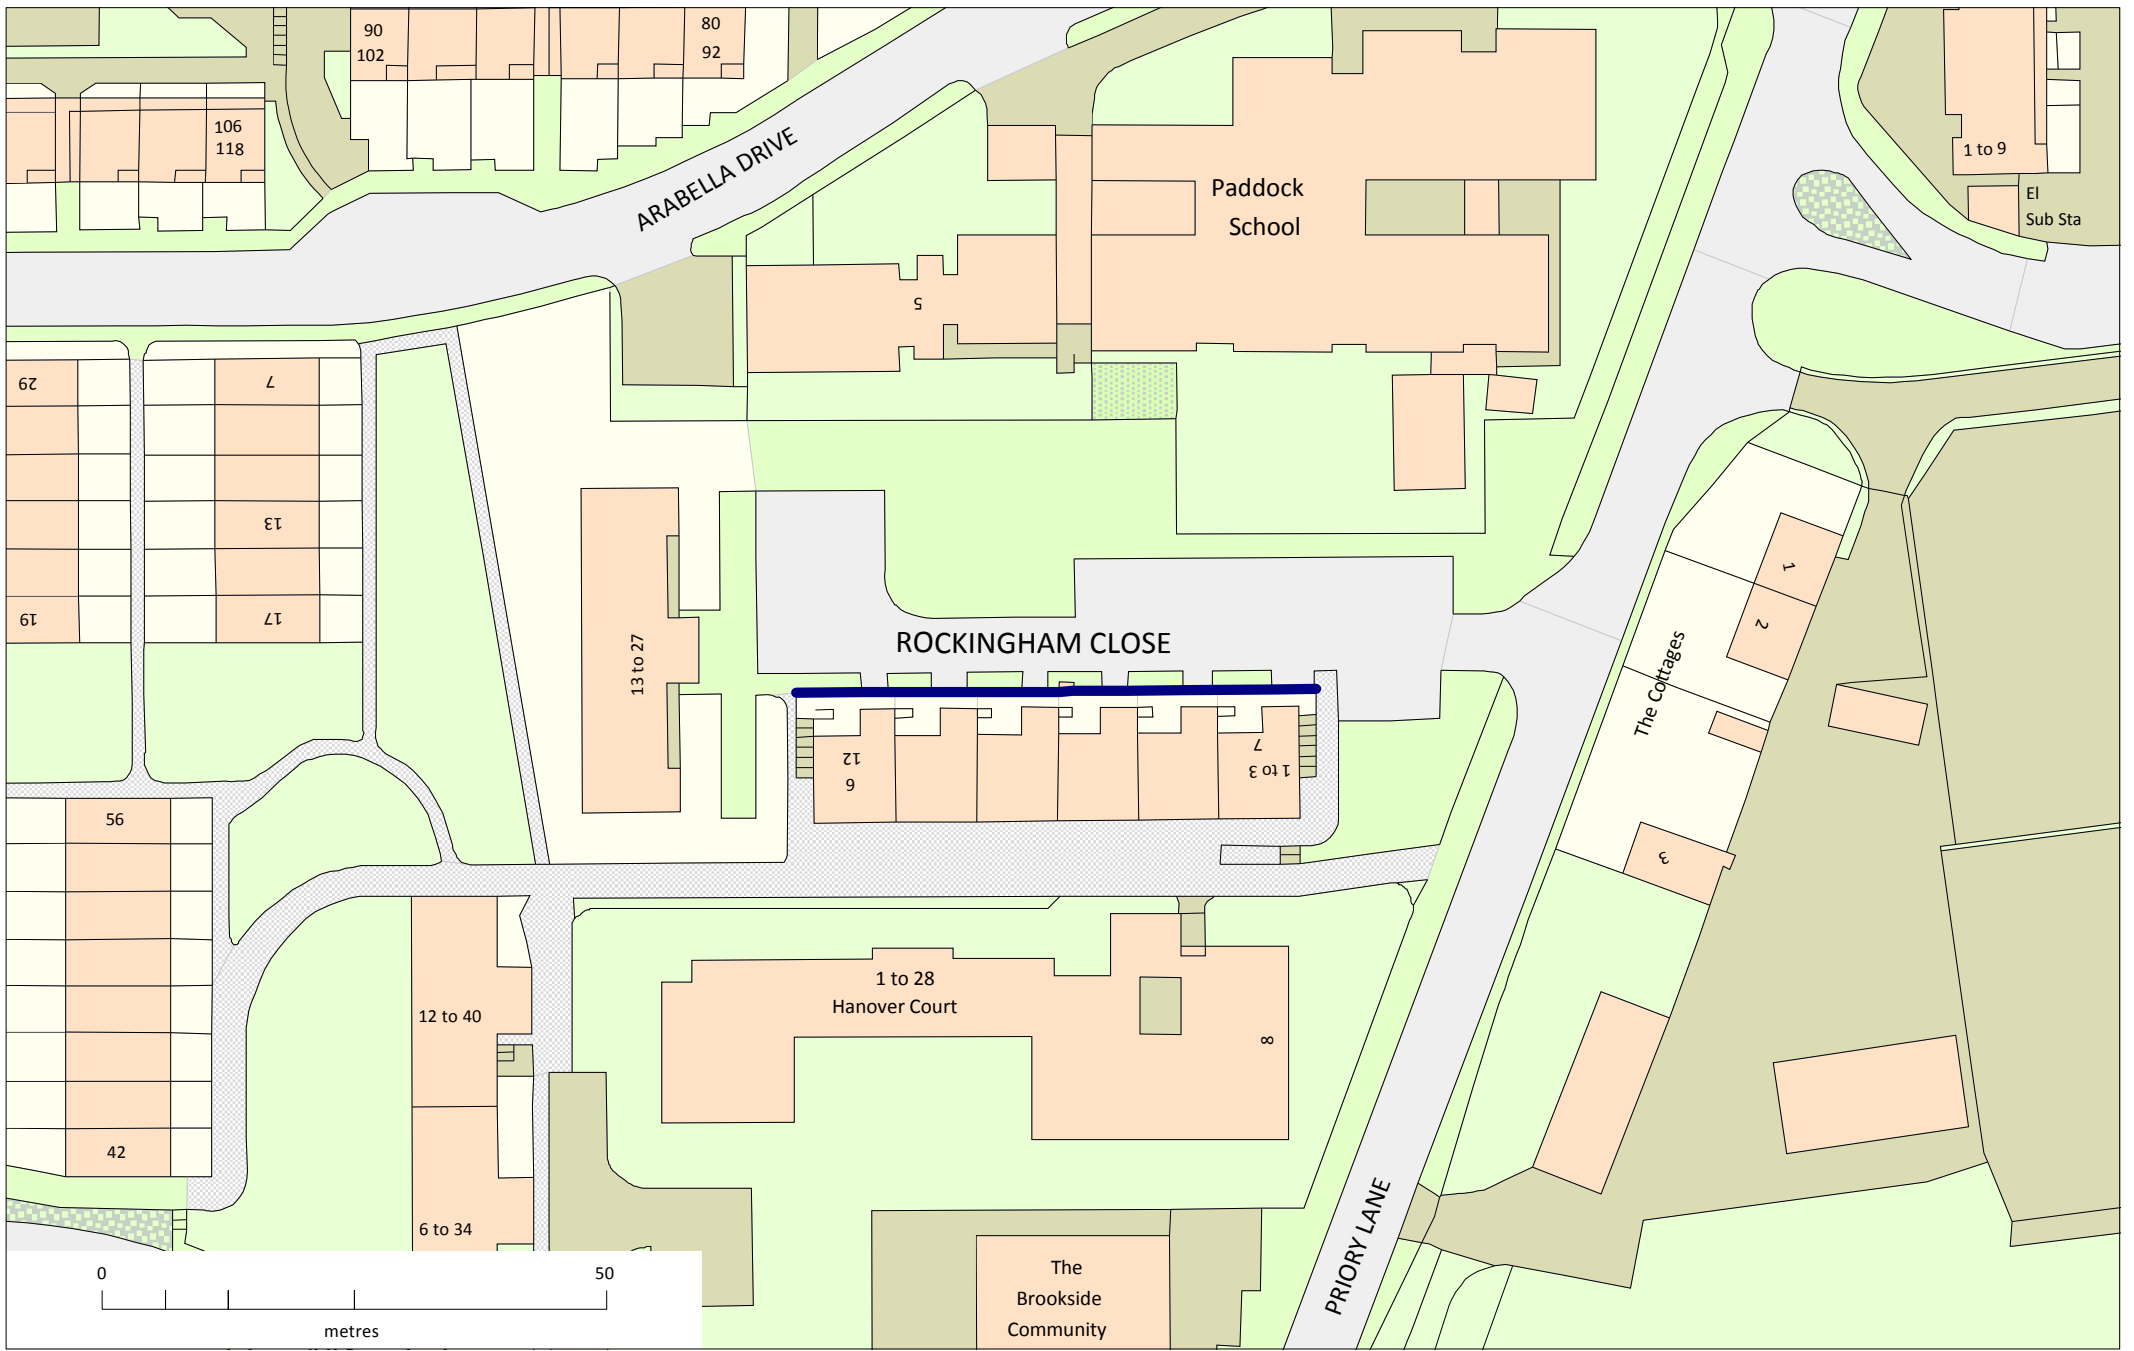 90
102
80
92
106
118
ARABELLA DRIVE
Paddock
School
5
1 to 9
El
Sub Sta
29
7
13
19
17
13 to 27
ROCKINGHAM CLOSE
1
2
The Cottages
3
12
6
7
1 to 3
56
42
12 to 40
6 to 34
1 to 28
Hanover Court
8
PRIORY LANE
The
Brookside
Community
0
50
metres